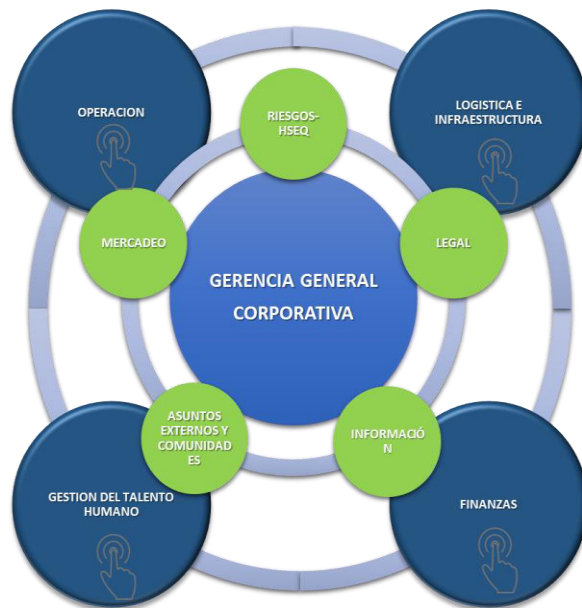 OPERACION
LOGISTICA E
INFRAESTRUCTURA
RIESGOS-
HSEQ
MERCADEO
LEGAL
GERENCIA GENERAL
CORPORATIVA
ASUNTOS
EXTERNOS Y
COMUNIDAD
ES
INFORMACIÓ
N
GESTION DEL TALENTO
HUMANO
FINANZAS